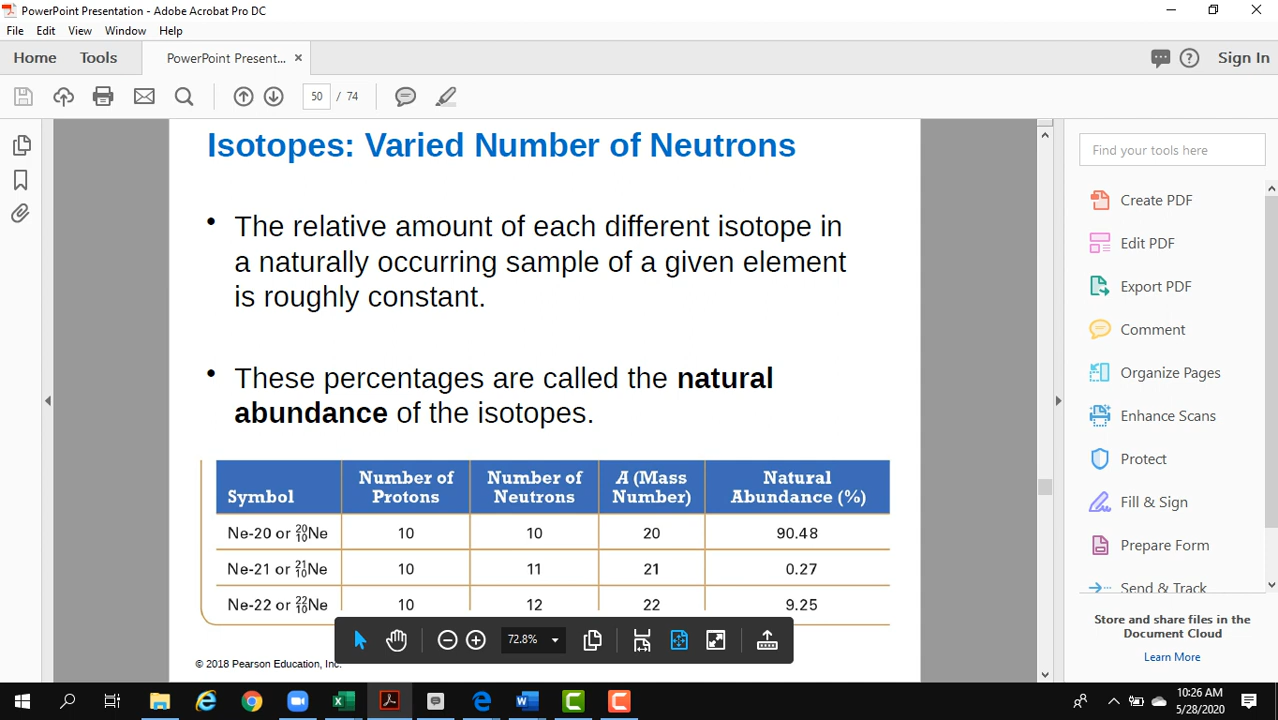 PowerPoint Presentation - Adobe Acrobat Pro DC
File Edit View Window Help
Home Tools PowerPoint Present... × Sign In
50 / 74
Isotopes: Varied Number of Neutrons
• The relative amount of each different isotope in
a naturally occurring sample of a given element
is roughly constant.
• These percentages are called the natural
abundance of the isotopes.
Symbol Number of Protons Number of Neutrons A (Mass Number) Natural Abundance (%)
Ne-20 or ²⁰₁₀Ne 10 10 20 90.48
Ne-21 or ²¹₁₀Ne 10 11 21 0.27
Ne-22 or ²²₁₀Ne 10 12 22 9.25
72.8%
© 2018 Pearson Education, Inc.
Find your tools here
Create PDF
Edit PDF
Export PDF
Comment
Organize Pages
Enhance Scans
Protect
Fill & Sign
Prepare Form
Send & Track
Store and share files in the
Document Cloud
Learn More
10:26 AM
5/28/2020